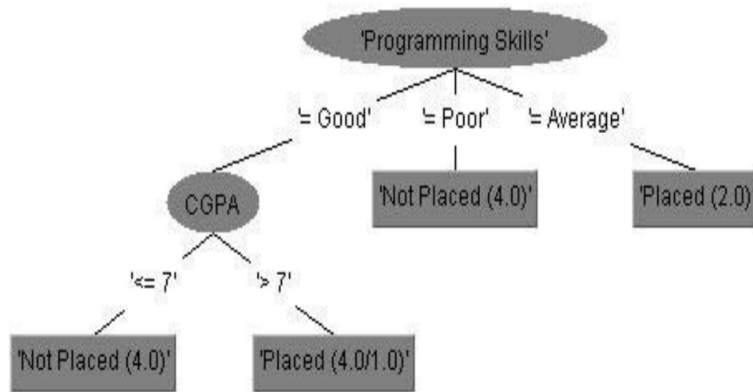 'Programming Skills'
'= Good' '= Poor' '= Average'
CGPA 'Not Placed (4.0)' 'Placed (2.0)
'<= 7' '> 7'
'Not Placed (4.0)' 'Placed (4.0/1.0)'